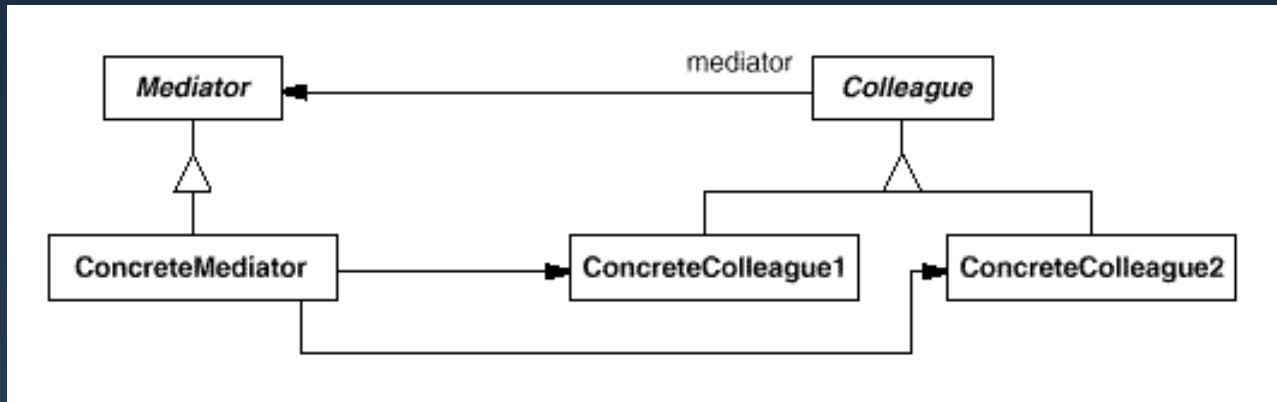 mediator
Mediator
Colleague
ConcreteMediator
ConcreteColleague1
ConcreteColleague2